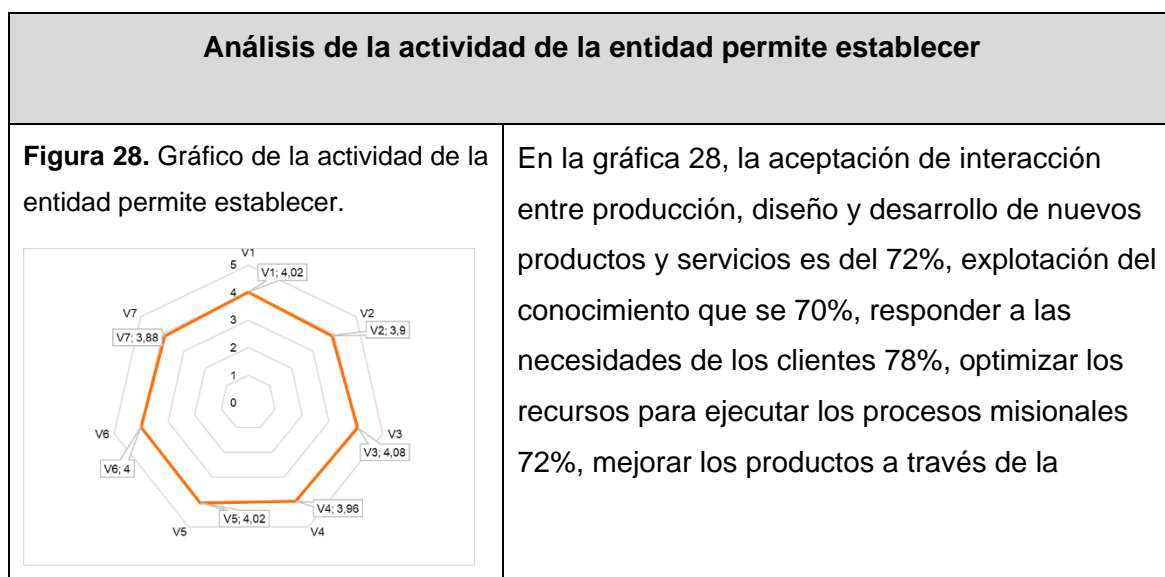 Análisis de la actividad de la entidad permite establecer
Figura 28. Gráfico de la actividad de la
entidad permite establecer.
V1
5
V1; 4,02
4
3
2
1
0
V2
V2; 3,9
V3
V3; 4,08
V4; 3,96
V4
V5; 4,02
V5
V6
V6; 4
V7
V7; 3,88
En la gráfica 28, la aceptación de interacción
entre producción, diseño y desarrollo de nuevos
productos y servicios es del 72%, explotación del
conocimiento que se 70%, responder a las
necesidades de los clientes 78%, optimizar los
recursos para ejecutar los procesos misionales
72%, mejorar los productos a través de la